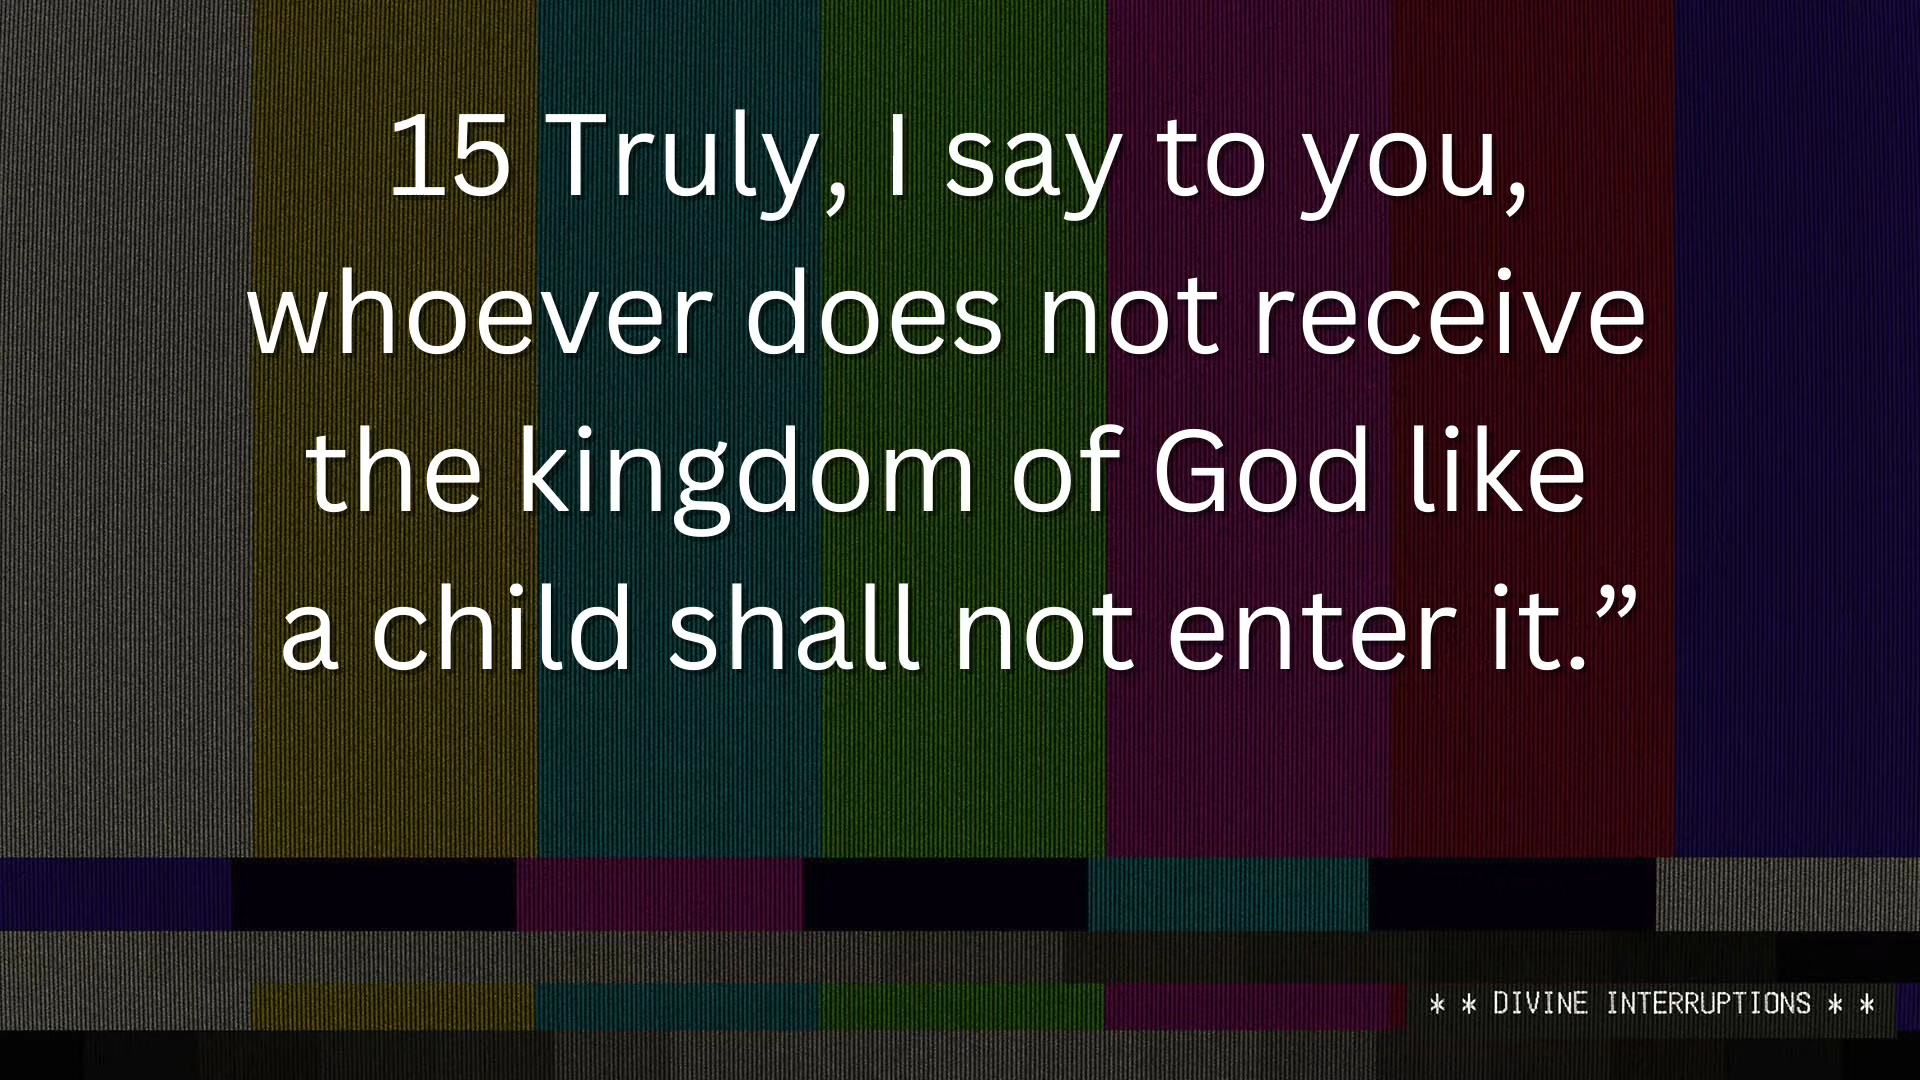 15 Truly, I say to you,
whoever does not receive
the kingdom of God like
a child shall not enter it.”
* * DIVINE INTERRUPTIONS * *